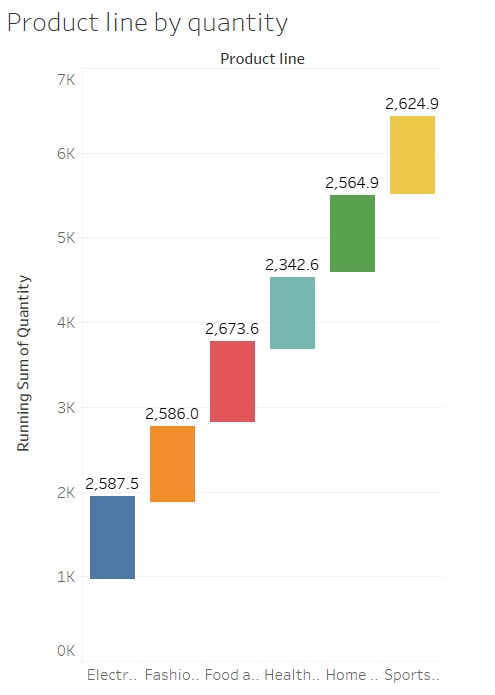 Product line by quantity
Product line
7K
2,624.9
6K
2,564.9
5K
2,342.6
4K
2,673.6
3K
2,586.0
2,587.5
2K
1K
0K
Running Sum of Quantity
Electr.. Fashio.. Food a.. Health.. Home .. Sports..